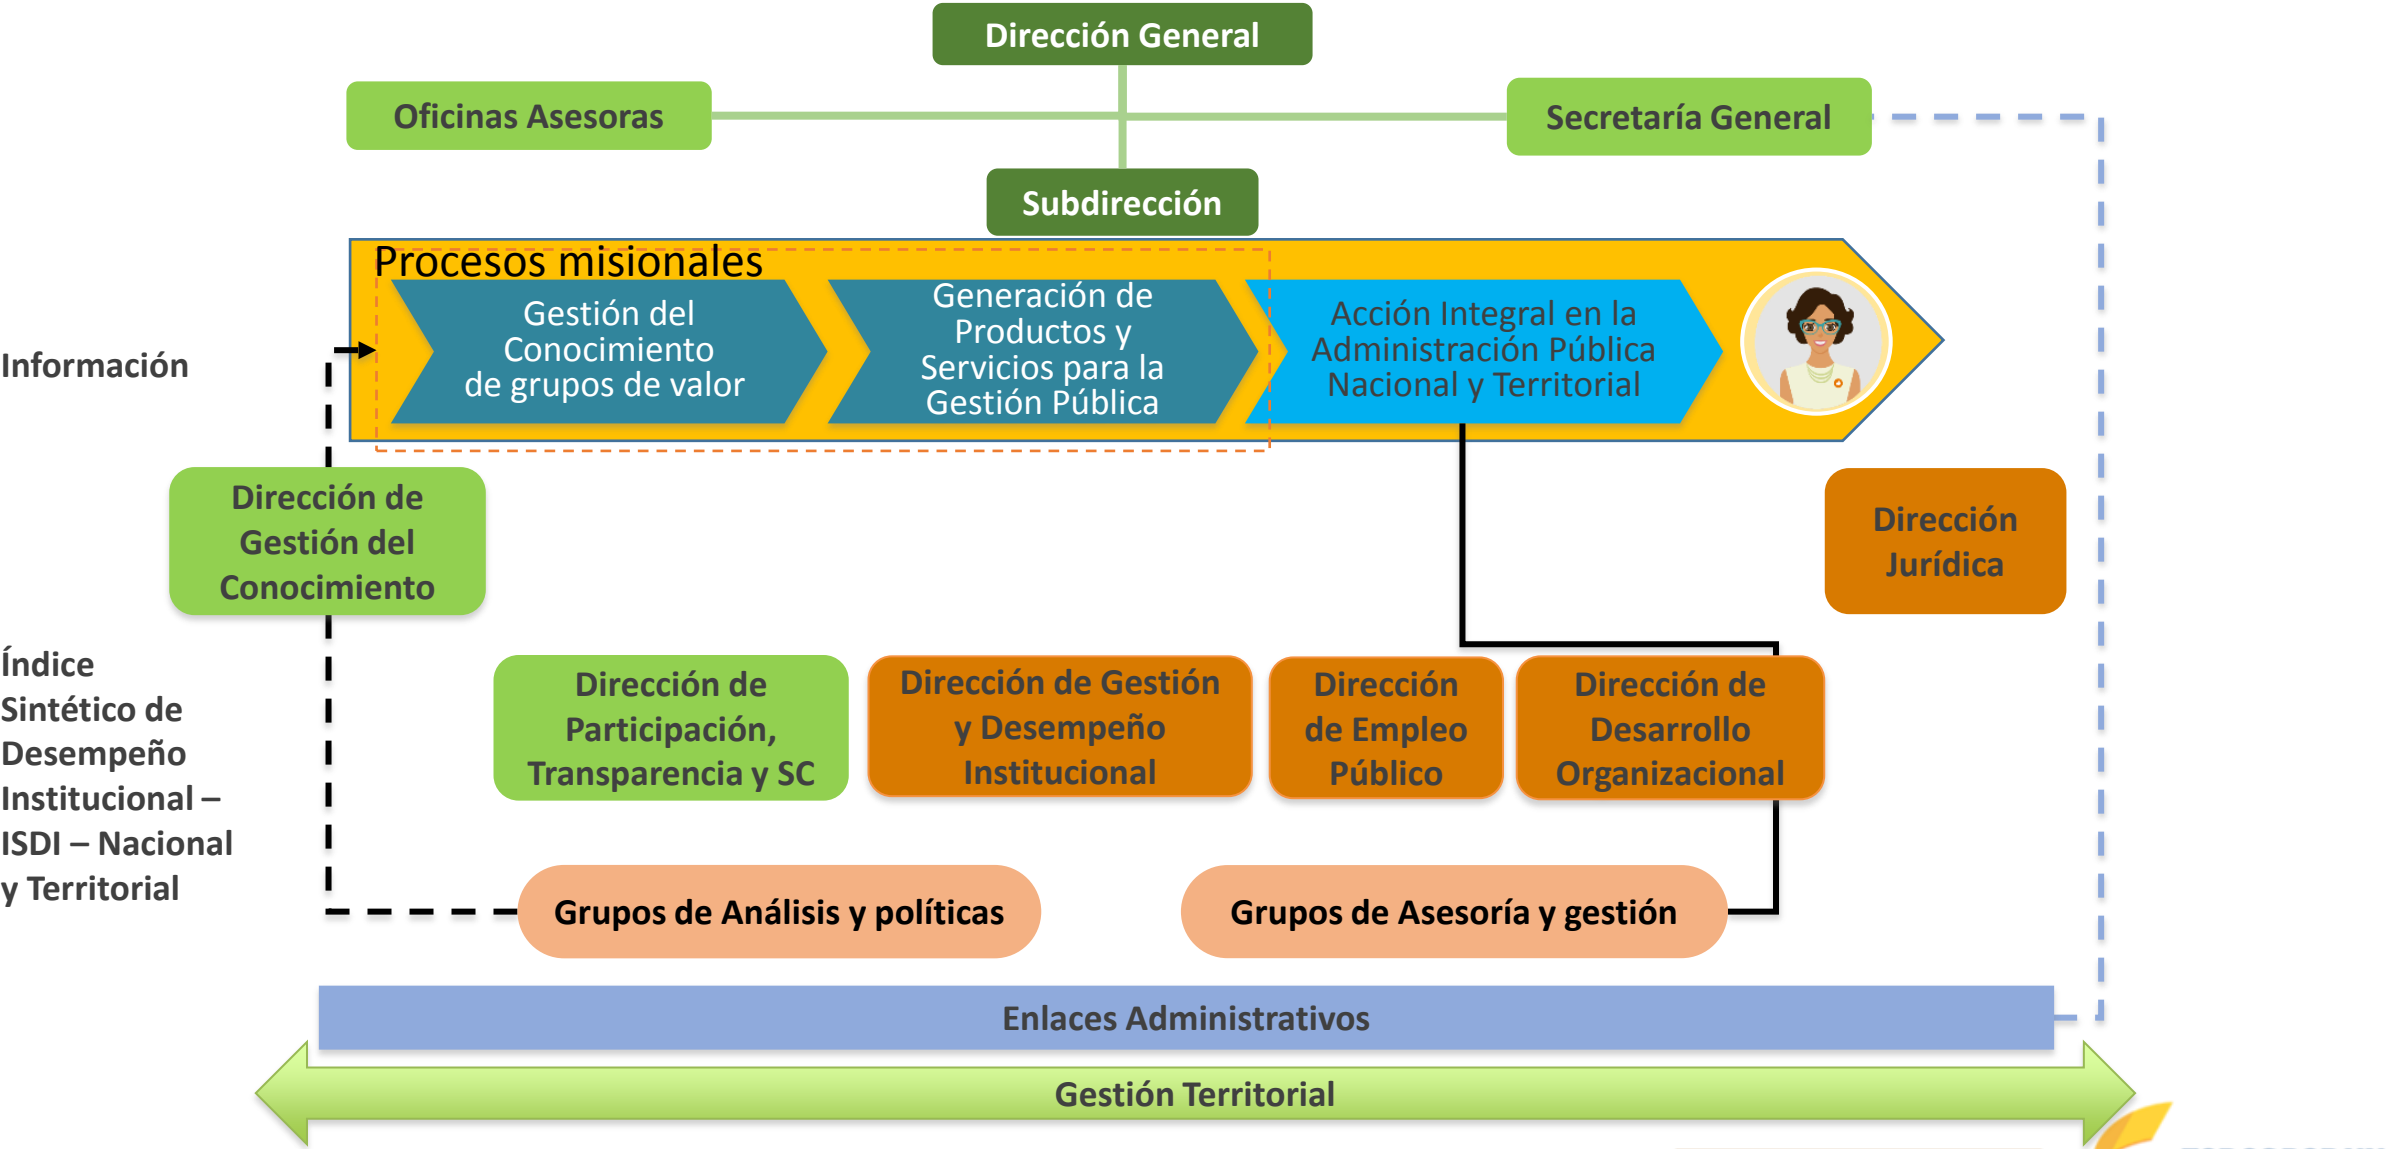 Dirección General
Oficinas Asesoras
Secretaría General
Subdirección
Procesos misionales
Gestión del
Conocimiento
de grupos de valor
Generación de
Productos y
Servicios para la
Gestión Pública
Acción Integral en la
Administración Pública
Nacional y Territorial
Información
Dirección de
Gestión del
Conocimiento
Dirección
Jurídica
Índice
Sintético de
Desempeño
Institucional –
ISDI – Nacional
y Territorial
Dirección de
Participación,
Transparencia y SC
Dirección de Gestión
y Desempeño
Institucional
Dirección
de Empleo
Público
Dirección de
Desarrollo
Organizacional
Grupos de Análisis y políticas
Grupos de Asesoría y gestión
Enlaces Administrativos
Gestión Territorial